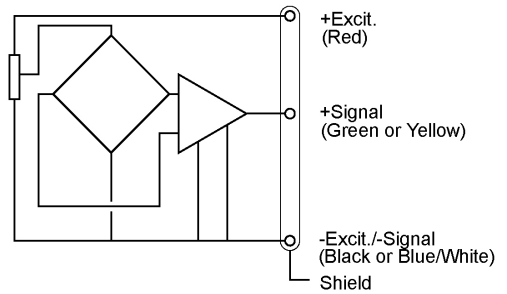 +Excit.
(Red)
+Signal
(Green or Yellow)
-Excit./-Signal
(Black or Blue/White)
Shield